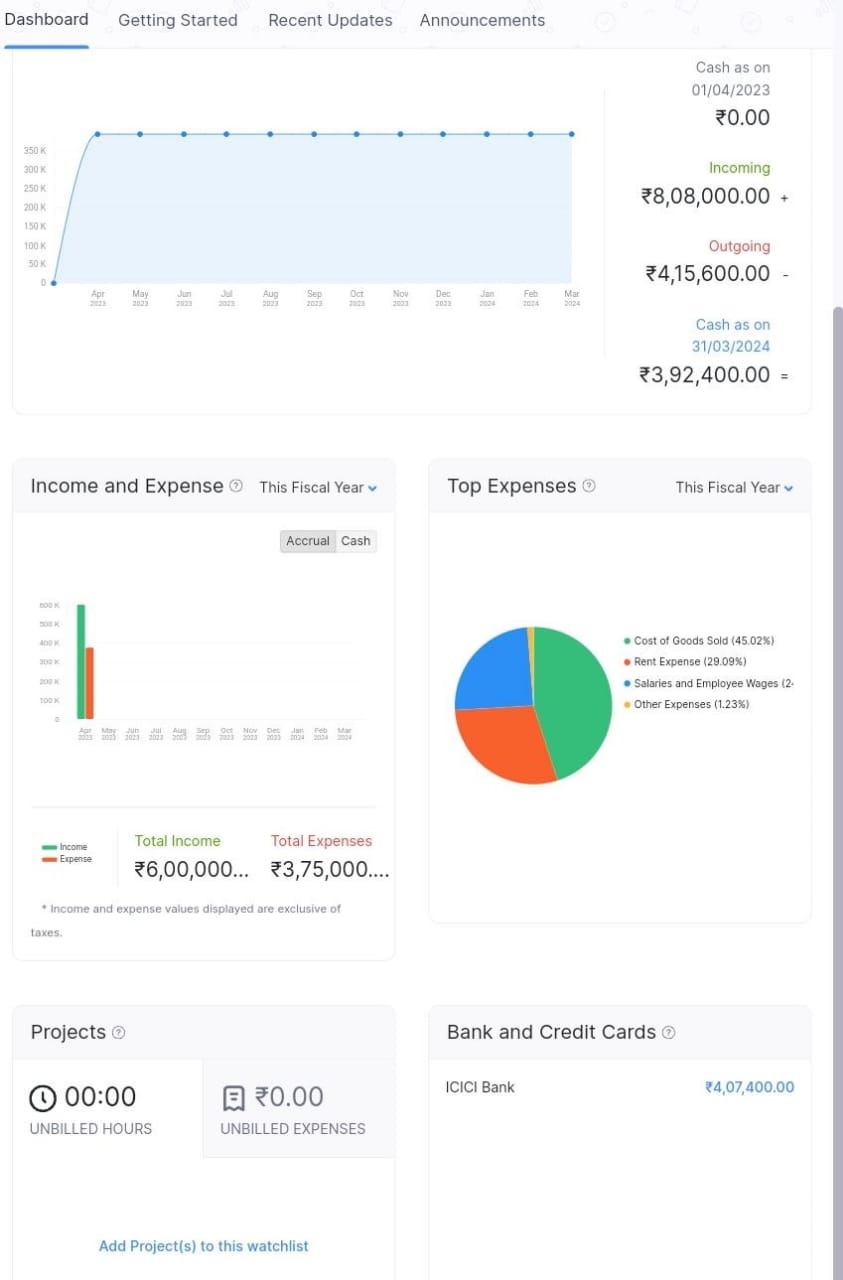 Dashboard Getting Started Recent Updates Announcements
Cash as on
01/04/2023
₹0.00
Incoming
₹8,08,000.00 +
Outgoing
₹4,15,600.00 -
Cash as on
31/03/2024
₹3,92,400.00 =
350 K
300 K
250 K
200 K
150 K
100 K
50 K
0
Apr May Jun Jul Aug Sep Oct Nov Dec Jan Feb Mar
2023 2023 2023 2023 2023 2023 2023 2023 2023 2024 2024 2024
Income and Expense ? This Fiscal Year
Accrual Cash
600 K
500 K
400 K
300 K
200 K
100 K
0
Apr May Jun Jul Aug Sep Oct Nov Dec Jan Feb Mar
2023 2023 2023 2023 2023 2023 2023 2023 2023 2024 2024 2024
Income
Expense
Total Income
₹6,00,000...
Total Expenses
₹3,75,000....
* Income and expense values displayed are exclusive of
taxes.
Top Expenses ? This Fiscal Year
Cost of Goods Sold (45.02%)
Rent Expense (29.09%)
Salaries and Employee Wages (2
Other Expenses (1.23%)
Projects ?
00:00
UNBILLED HOURS
₹0.00
UNBILLED EXPENSES
Add Project(s) to this watchlist
Bank and Credit Cards ?
ICICI Bank ₹4,07,400.00